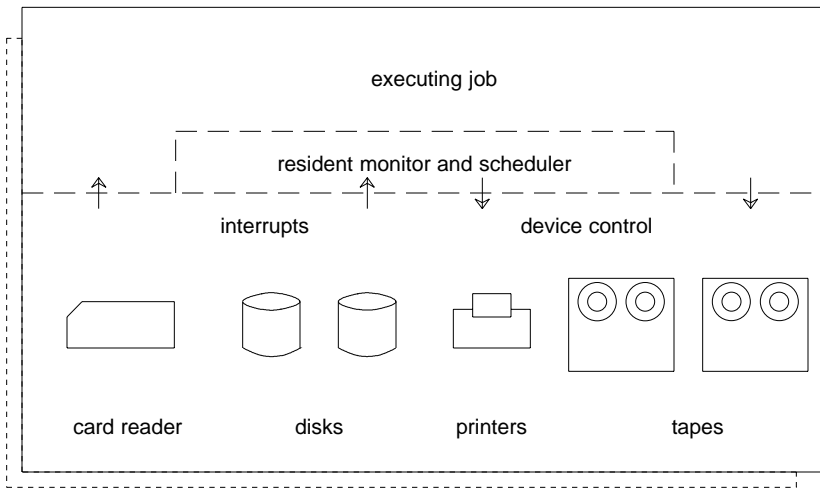 executing job
resident monitor and scheduler
interrupts
device control
card reader
disks
printers
tapes